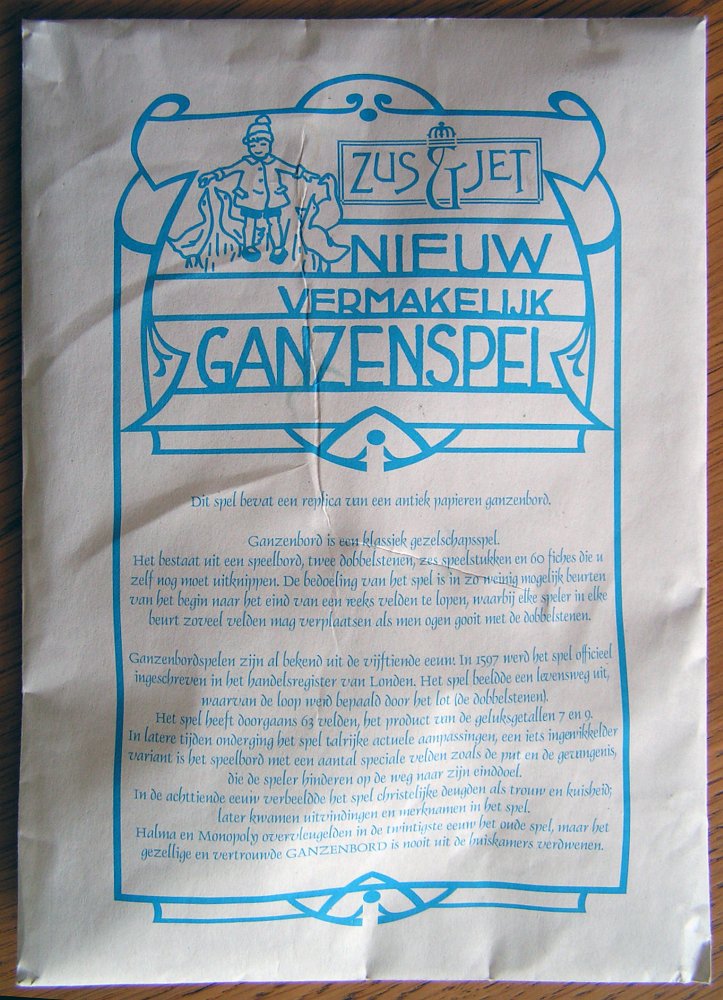 ZUS & JET
NIEUW
VERMAKELIJK
GANZENSPEL
Dit spel bevat een replica van een antiek papieren ganzenbord.
Ganzenbord is een klassiek gezelschapsspel.
Het bestaat uit een speelbord, twee dobbelstenen, zes speelstukken en 60 fiches die u
zelf nog moet uitknippen. De bedoeling van het spel is in zo weinig mogelijk beurten
van het begin naar het eind van een reeks velden te lopen, waarbij elke speler in elke
beurt zoveel velden mag verplaatsen als men ogen gooit met de dobbelstenen.
Ganzenbordspelen zijn al bekend uit de vijftiende eeuw. In 1597 werd het spel officieel
ingeschreven in het handelsregister van Londen. Het spel beeldde een levensweg uit,
waarvan de loop werd bepaald door het lot (de dobbelstenen).
Het spel heeft doorgaans 63 velden, het product van de geluksgetallen 7 en 9.
In latere tijden onderging het spel talrijke actuele aanpassingen, een iets ingewikkelder
variant is het speelbord met een aantal speciale velden zoals de put en de gevangenis,
die de speler hinderen op de weg naar zijn einddoel.
In de achttiende eeuw verbeeldde het spel christelijke deugden als trouw en kuisheid;
later kwamen uitvindingen en merknamen in het spel.
Halma en Monopoly overvleugelden in de twintigste eeuw het oude spel, maar het
gezellige en vertrouwde GANZENBORD is nooit uit de huiskamers verdwenen.